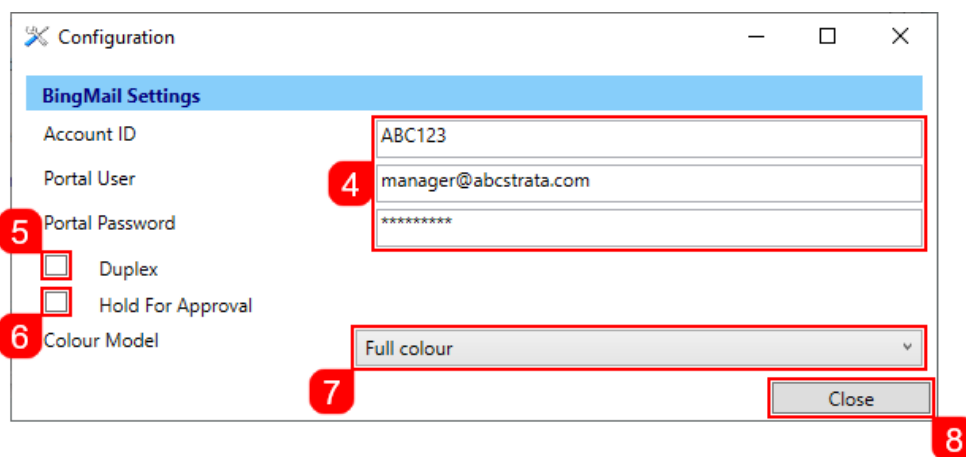 Configuration
BingMail Settings
Account ID
ABC123
Portal User
4
manager@abcstrata.com
5
Portal Password
*********
Duplex
Hold For Approval
6
Colour Model
Full colour
7
Close
8